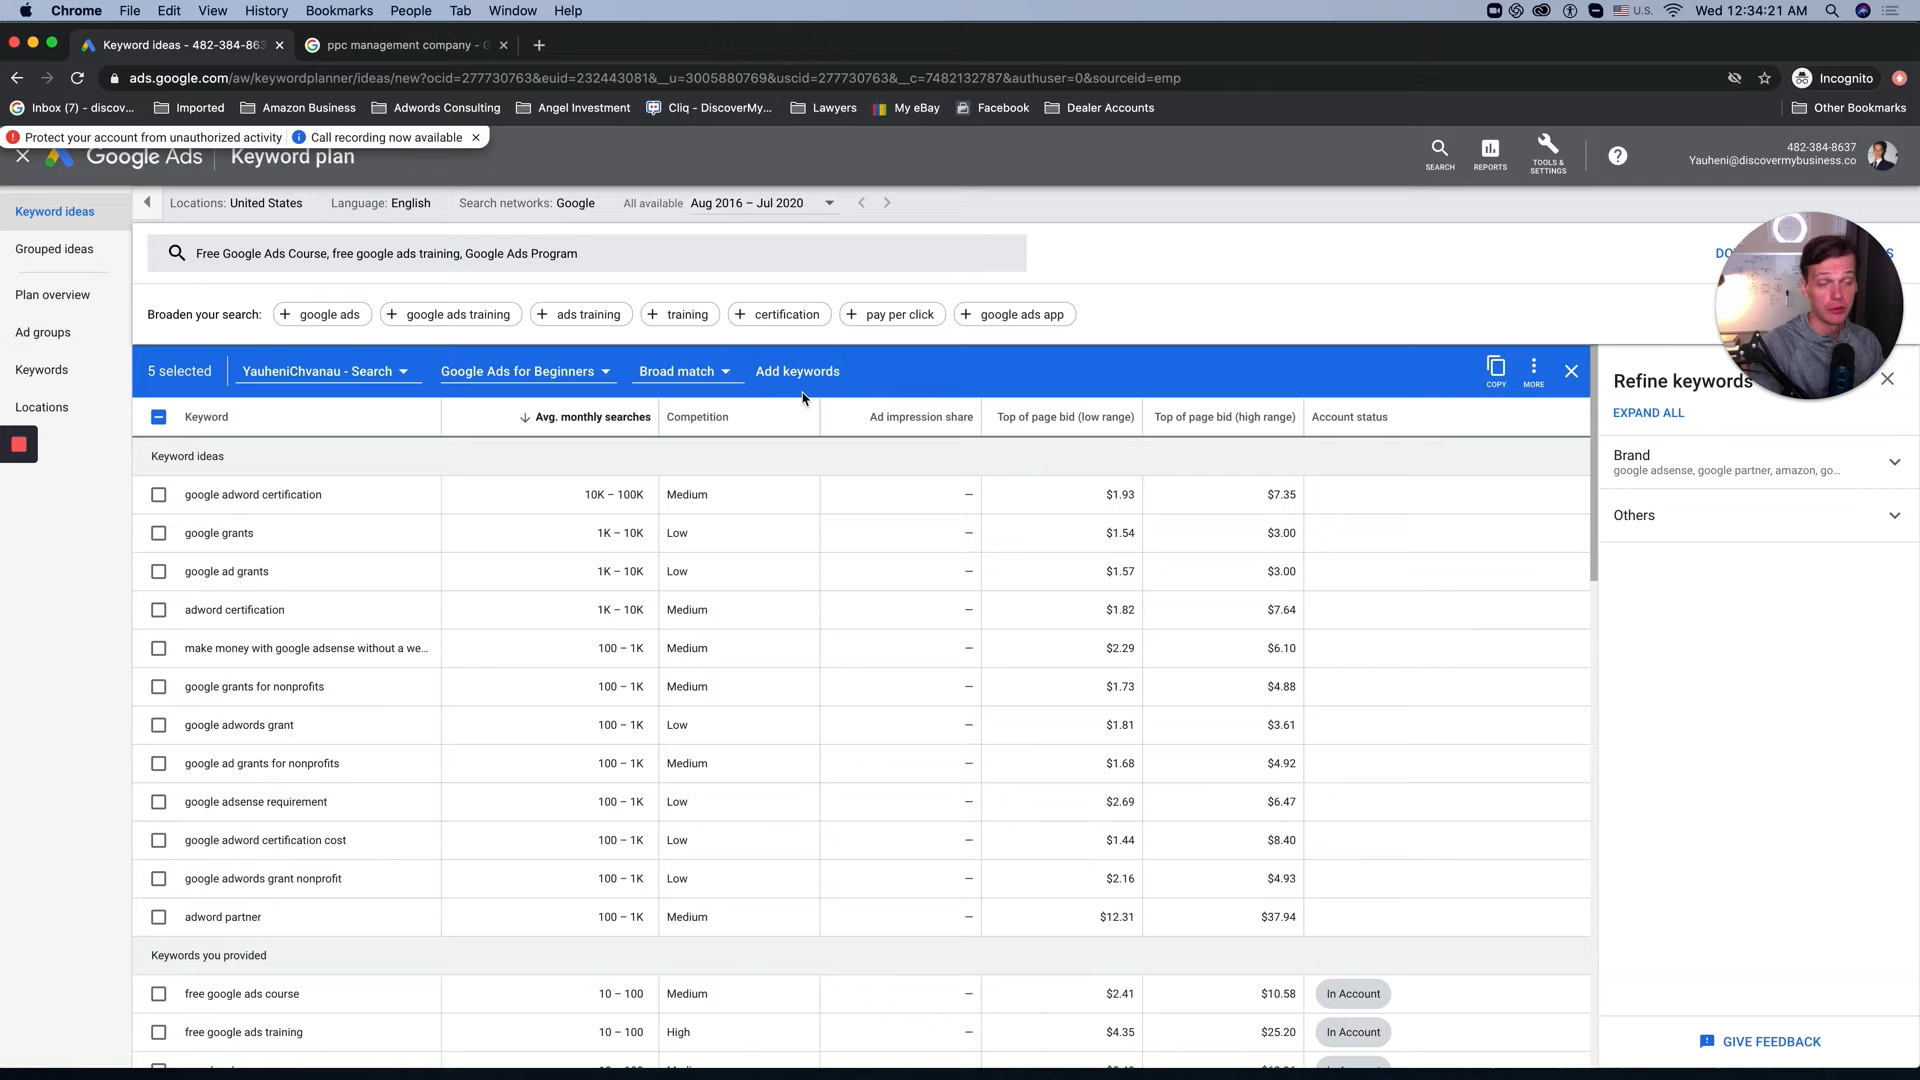 Chrome File Edit View History Bookmarks People Tab Window Help U.S. Wed 12:34:21 AM
Keyword ideas - 482-384-863 ppc management company - G
ads.google.com/aw/keywordplanner/ideas/new?ocid=277730763&euid=232443081&__u=3005880769&uscid=277730763&__c=7482132787&authuser=0&sourceid=emp Incognito
Inbox (7) - discov... Imported Amazon Business Adwords Consulting Angel Investment Cliq - DiscoverMy... Lawyers My eBay Facebook Dealer Accounts Other Bookmarks
Protect your account from unauthorized activity Call recording now available
Google Ads Keyword plan SEARCH REPORTS TOOLS & SETTINGS 482-384-8637
Yauheni@discovermybusiness.co
Keyword ideas
Grouped ideas
Plan overview
Ad groups
Keywords
Locations
Locations: United States Language: English Search networks: Google All available Aug 2016 – Jul 2020
Free Google Ads Course, free google ads training, Google Ads Program
Broaden your search: google ads google ads training ads training training certification pay per click google ads app
5 selected YauheniChvanau - Search Google Ads for Beginners Broad match Add keywords COPY MORE
Keyword Avg. monthly searches Competition Ad impression share Top of page bid (low range) Top of page bid (high range) Account status
Keyword ideas
google adword certification 10K – 100K Medium – $1.93 $7.35
google grants 1K – 10K Low – $1.54 $3.00
google ad grants 1K – 10K Low – $1.57 $3.00
adword certification 1K – 10K Medium – $1.82 $7.64
make money with google adsense without a we... 100 – 1K Medium – $2.29 $6.10
google grants for nonprofits 100 – 1K Medium – $1.73 $4.88
google adwords grant 100 – 1K Low – $1.81 $3.61
google ad grants for nonprofits 100 – 1K Medium – $1.68 $4.92
google adsense requirement 100 – 1K Low – $2.69 $6.47
google adword certification cost 100 – 1K Low – $1.44 $8.40
google adwords grant nonprofit 100 – 1K Low – $2.16 $4.93
adword partner 100 – 1K Medium – $12.31 $37.94
Keywords you provided
free google ads course 10 – 100 Medium – $2.41 $10.58 In Account
free google ads training 10 – 100 High – $4.35 $25.20 In Account
Refine keywords
EXPAND ALL
Brand
google adsense, google partner, amazon, go...
Others
GIVE FEEDBACK